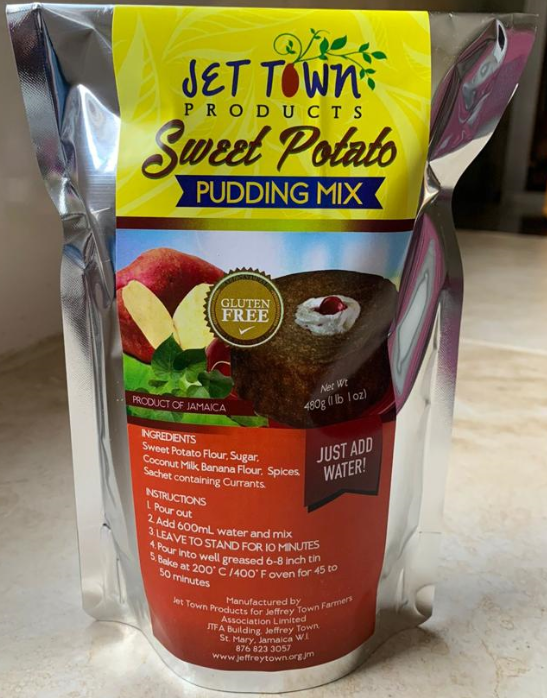 JET TOWN
PRODUCTS
Sweet Potato
PUDDING MIX
GLUTEN
FREE
Net Wt
480g (1 lb 1 oz)
PRODUCT OF JAMAICA
INGREDIENTS
Sweet Potato Flour, Sugar,
Coconut Milk, Banana Flour, Spices.
Sachet containing Currants.
JUST ADD
WATER!
INSTRUCTIONS
1. Pour out
2. Add 600mL water and mix
3. LEAVE TO STAND FOR 10 MINUTES
4. Pour into well greased 6-8 inch tin
5. Bake at 200° C /400° F oven for 45 to
50 minutes
Manufactured by
Jet Town Products for Jeffrey Town Farmers
Association Limited
JTFA Building, Jeffrey Town.
St. Mary, Jamaica W.I.
876 823 3057
www.jeffreytown.org.jm